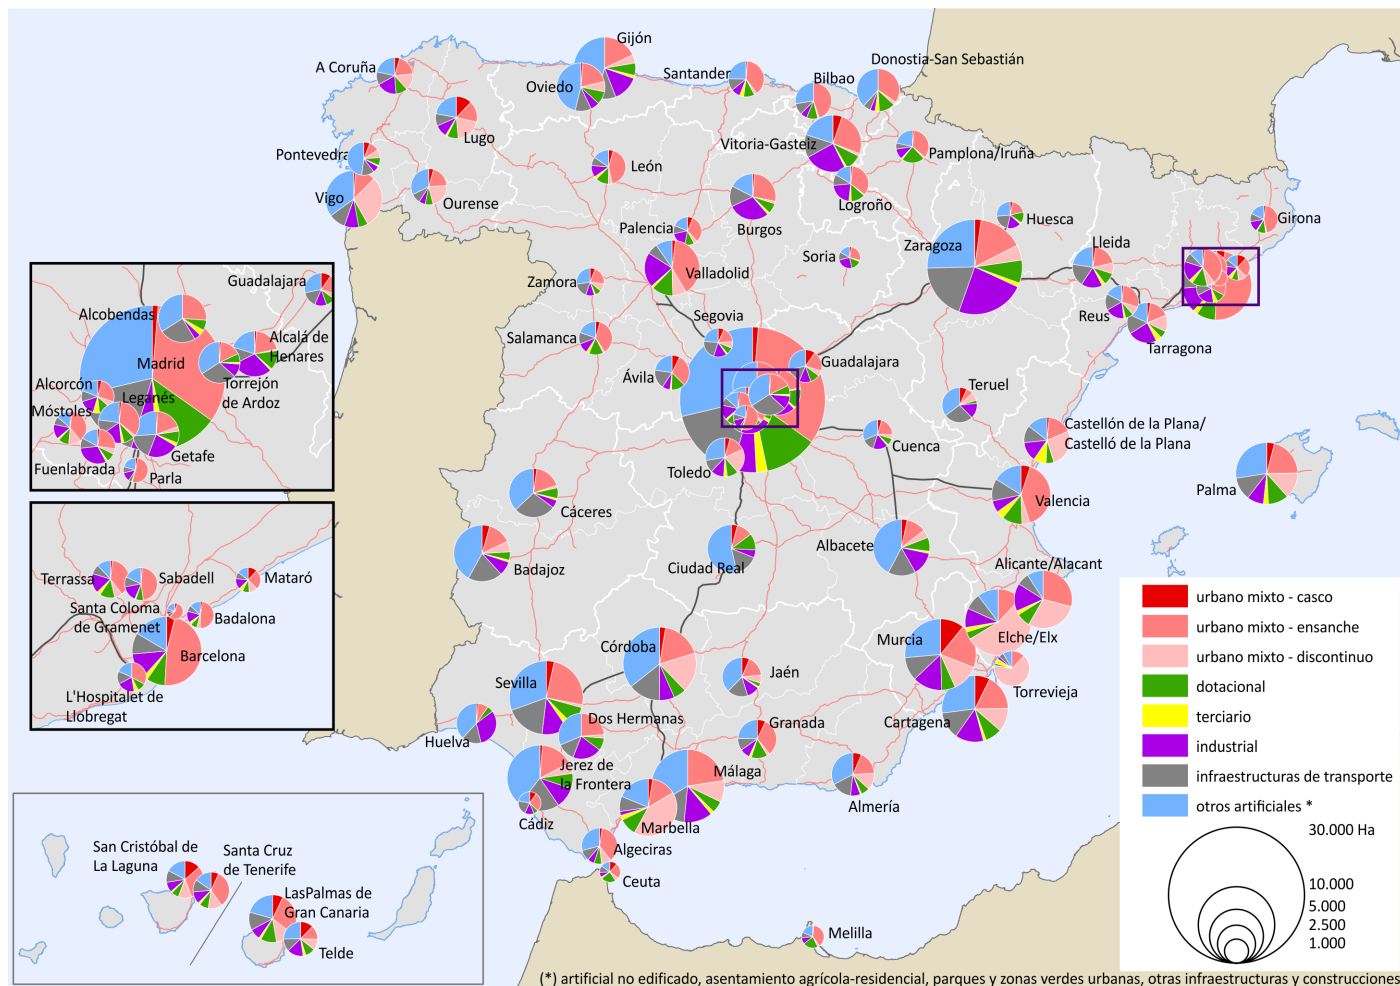 Gijón
A Coruña
Oviedo
Santander
Bilbao
Donostia-San Sebastián
Lugo
Pontevedra
León
Vitoria-Gasteiz
Pamplona/Iruña
Vigo
Ourense
Palencia
Burgos
Logroño
Huesca
Girona
Zaragoza
Lleida
Soria
Valladolid
Zamora
Reus
Tarragona
Salamanca
Segovia
Guadalajara
Ávila
Teruel
Castellón de la Plana/
Castelló de la Plana
Cuenca
Toledo
Palma
Valencia
Cáceres
Badajoz
Ciudad Real
Albacete
Alicante/Alacant
Elche/Elx
Murcia
Torrevieja
Cartagena
Córdoba
Jaén
Sevilla
Dos Hermanas
Granada
Huelva
Jerez de
la Frontera
Málaga
Almería
Cádiz
Marbella
Algeciras
Ceuta
Melilla
Guadalajara
Alcobendas
Madrid
Alcalá de
Henares
Torrejón
de Ardoz
Alcorcón
Leganés
Móstoles
Getafe
Fuenlabrada
Parla
Terrassa
Sabadell
Mataró
Santa Coloma
de Gramenet
Badalona
Barcelona
L'Hospitalet de
Llobregat
San Cristóbal de
La Laguna
Santa Cruz
de Tenerife
LasPalmas de
Gran Canaria
Telde
urbano mixto - casco
urbano mixto - ensanche
urbano mixto - discontinuo
dotacional
terciario
industrial
infraestructuras de transporte
otros artificiales *
30.000 Ha
10.000
5.000
2.500
1.000
(*) artificial no edificado, asentamiento agrícola-residencial, parques y zonas verdes urbanas, otras infraestructuras y construcciones